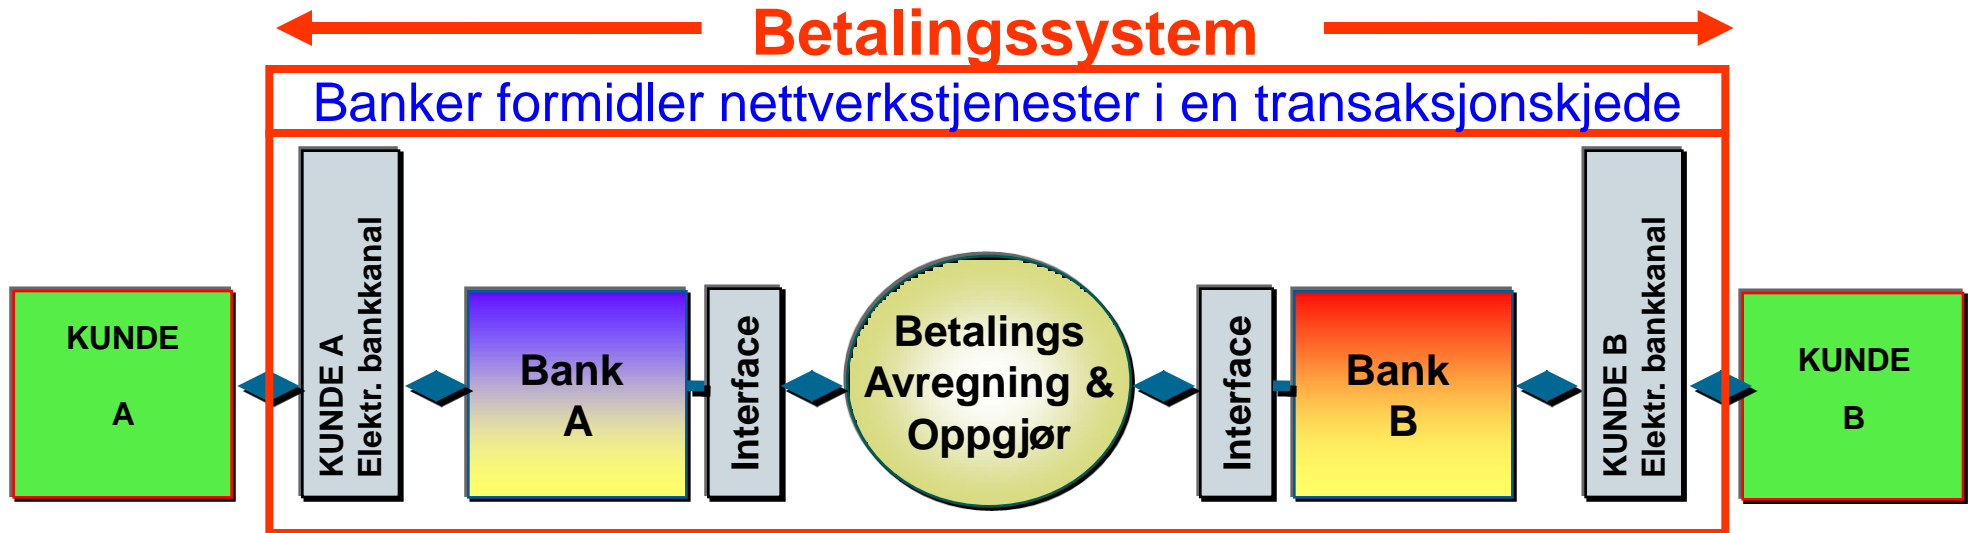 Betalingssystem
Banker formidler nettverkstjenester i en transaksjonskjede
KUNDE
A
KUNDE A
Elektr. bankkanal
Bank
A
Interface
Betalings
Avregning &
Oppgjør
Interface
Bank
B
KUNDE B
Elektr. bankkanal
KUNDE
B